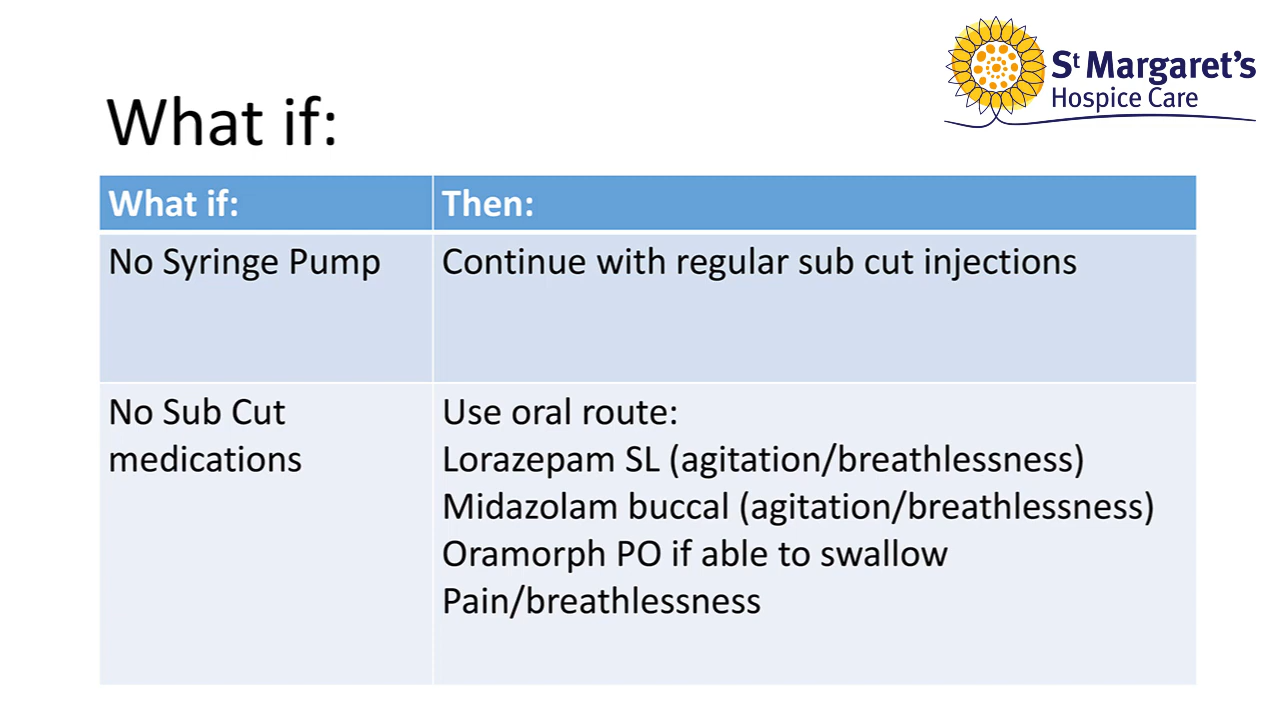 St Margaret's
Hospice Care
What if:
What if:
Then:
No Syringe Pump
Continue with regular sub cut injections
No Sub Cut
medications
Use oral route:
Lorazepam SL (agitation/breathlessness)
Midazolam buccal (agitation/breathlessness)
Oramorph PO if able to swallow
Pain/breathlessness